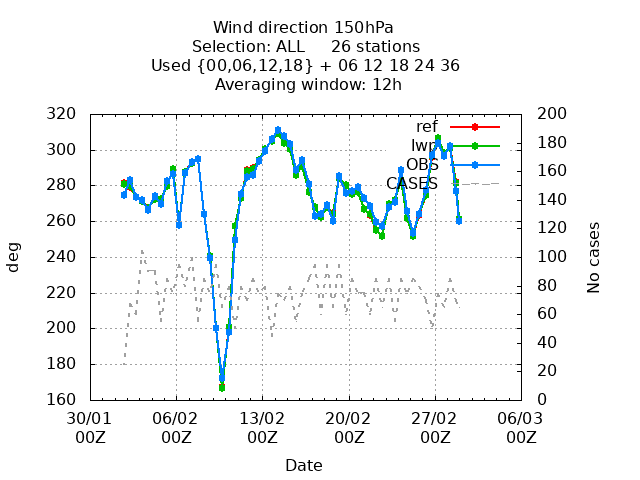 Wind direction 150hPa
Selection: ALL 26 stations
Used {00,06,12,18} + 06 12 18 24 36
Averaging window: 12h
320 200
300 180
280 160
260 140
240 120
220 100
200 80
180 60
160 40
20
0
ref
lwp
OBS
CASES
deg
No cases
30/01 06/02 13/02 20/02 27/02 06/03
00Z 00Z 00Z 00Z 00Z 00Z
Date